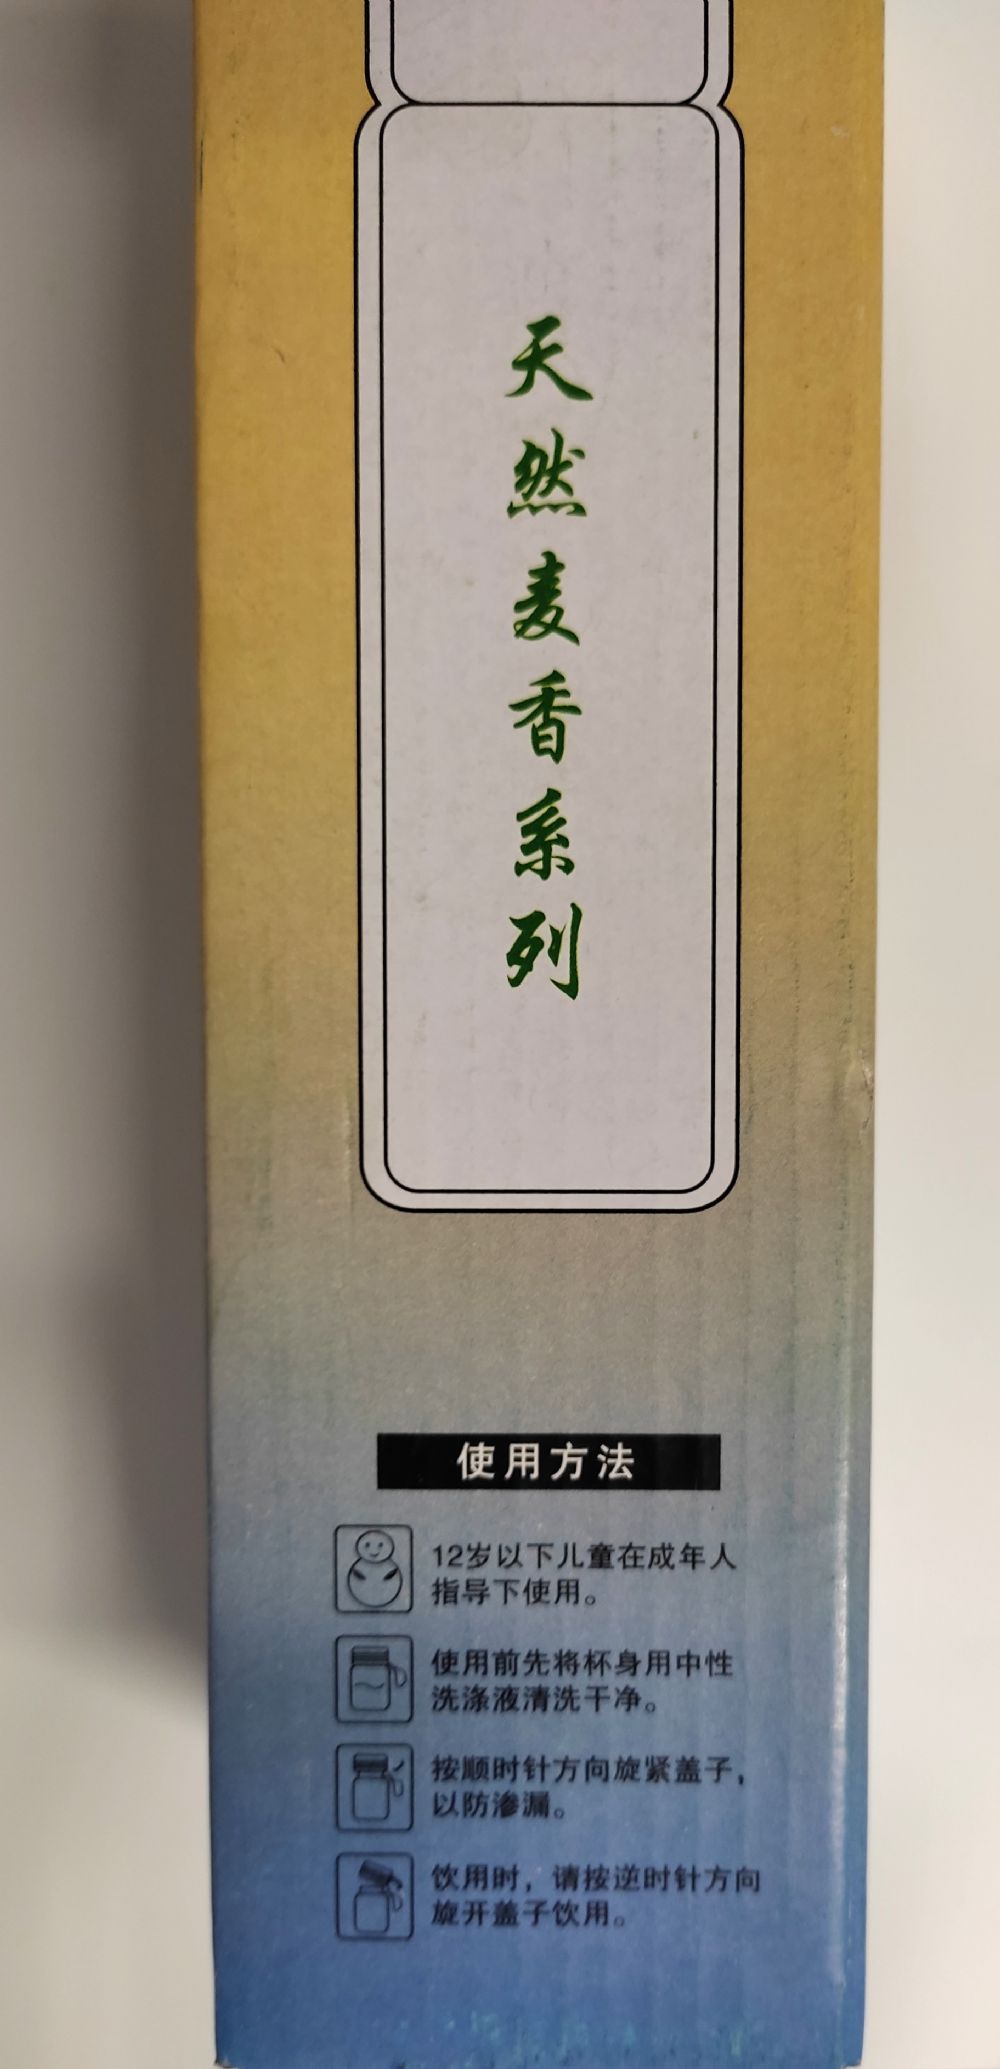 天然麦香系列
使用方法
12岁以下儿童在成年人
指导下使用。
使用前先将杯身用中性
洗涤液清洗干净。
按顺时针方向旋紧盖子，
以防渗漏。
饮用时，请按逆时针方向
旋开盖子饮用。